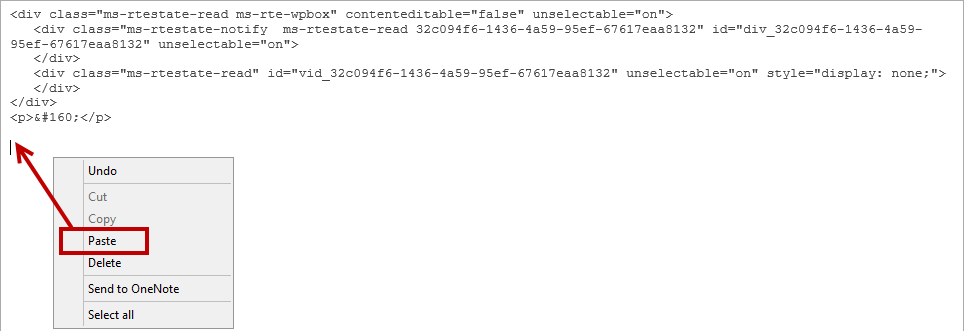 <div class="ms-rtestate-read ms-rte-wpbox" contenteditable="false" unselectable="on">
   <div class="ms-rtestate-notify  ms-rtestate-read 32c094f6-1436-4a59-95ef-67617eaa8132" id="div_32c094f6-1436-4a59-
95ef-67617eaa8132" unselectable="on">
   </div>
   <div class="ms-rtestate-read" id="vid_32c094f6-1436-4a59-95ef-67617eaa8132" unselectable="on" style="display: none;">
   </div>
</div>
<p>&#160;</p>
Undo
Cut
Copy
Paste
Delete
Send to OneNote
Select all